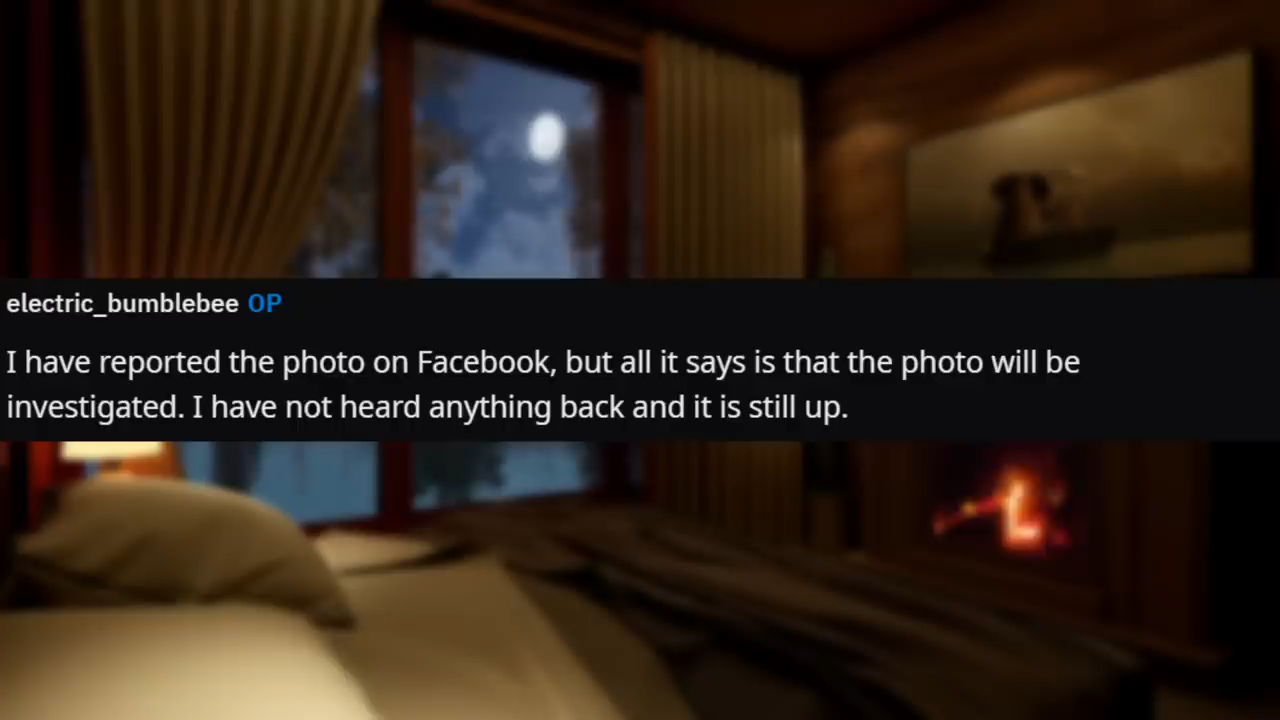 electric_bumblebee OP
I have reported the photo on Facebook, but all it says is that the photo will be
investigated. I have not heard anything back and it is still up.